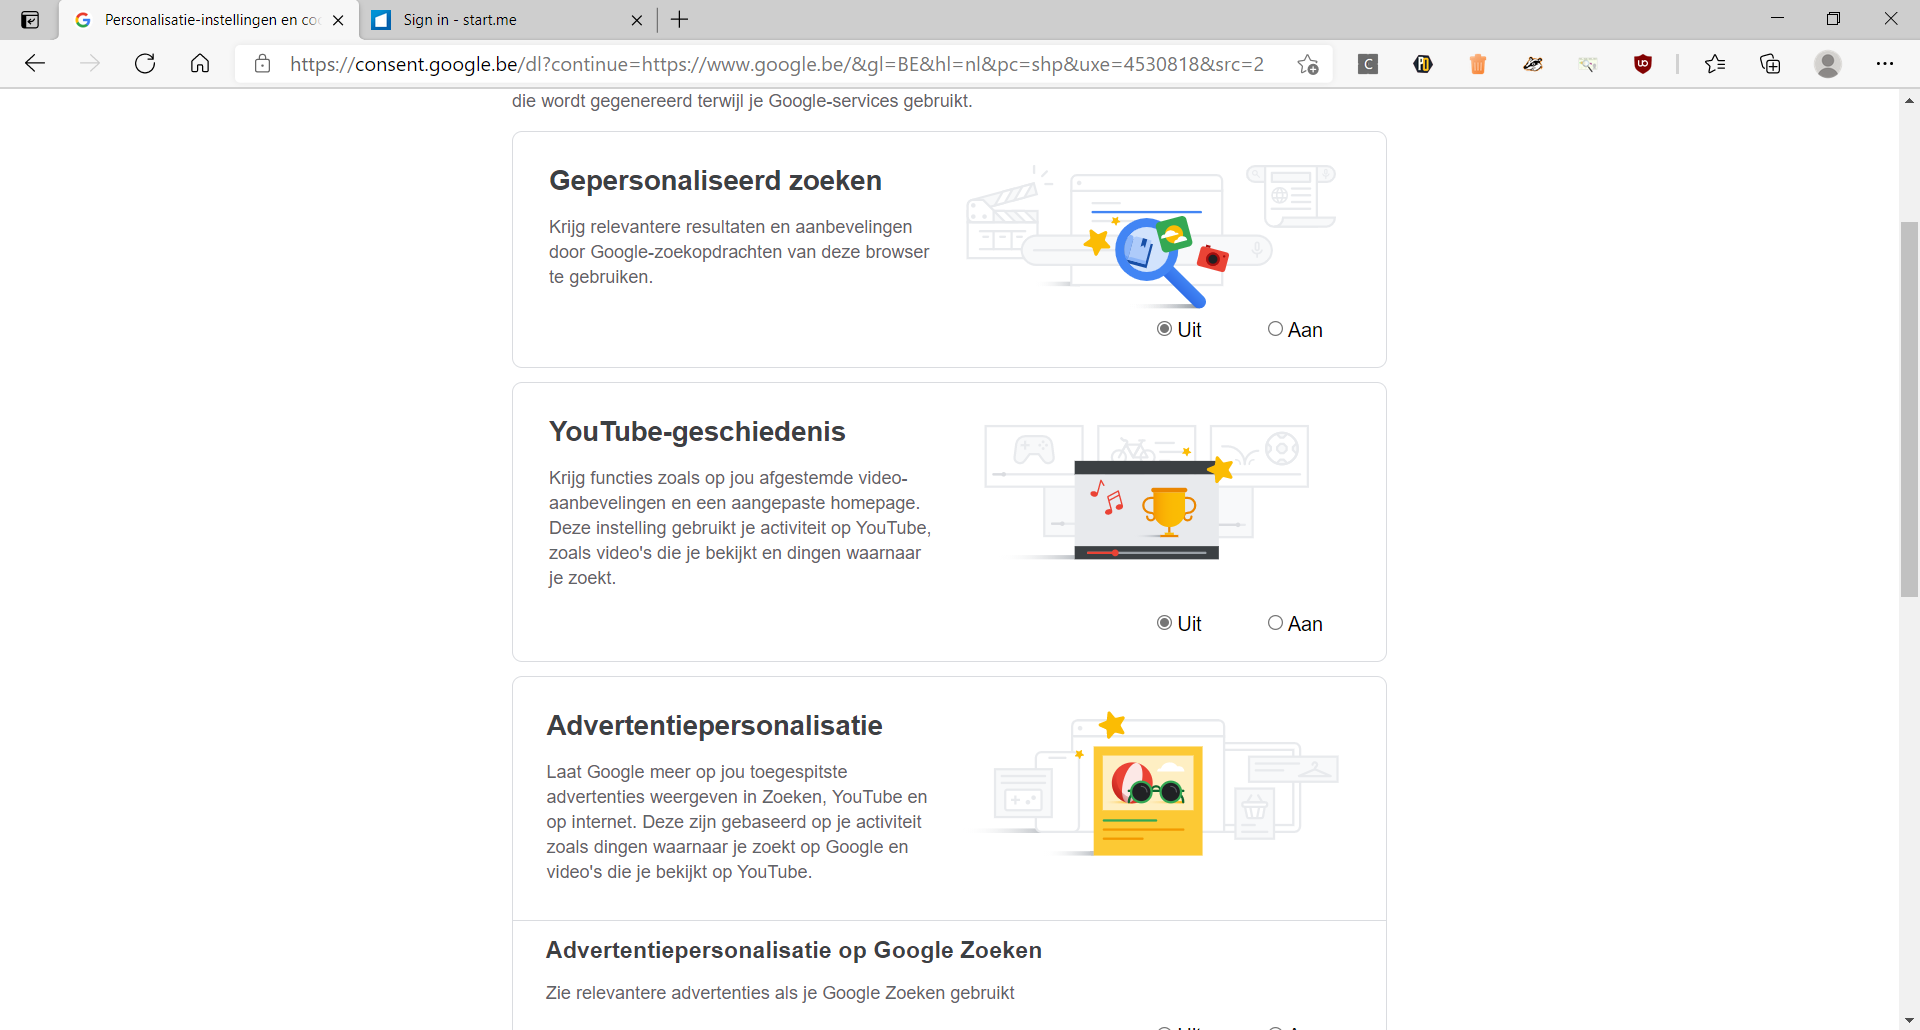 Personalisatie-instellingen en co
Sign in - start.me
https://consent.google.be/dl?continue=https://www.google.be/&gl=BE&hl=nl&pc=shp&uxe=4530818&src=2
die wordt gegenereerd terwijl je Google-services gebruikt.
Gepersonaliseerd zoeken
Krijg relevantere resultaten en aanbevelingen
door Google-zoekopdrachten van deze browser
te gebruiken.
Uit Aan
YouTube-geschiedenis
Krijg functies zoals op jou afgestemde video-
aanbevelingen en een aangepaste homepage.
Deze instelling gebruikt je activiteit op YouTube,
zoals video's die je bekijkt en dingen waarnaar
je zoekt.
Uit Aan
Advertentiepersonalisatie
Laat Google meer op jou toegespitste
advertenties weergeven in Zoeken, YouTube en
op internet. Deze zijn gebaseerd op je activiteit
zoals dingen waarnaar je zoekt op Google en
video's die je bekijkt op YouTube.
Advertentiepersonalisatie op Google Zoeken
Zie relevantere advertenties als je Google Zoeken gebruikt